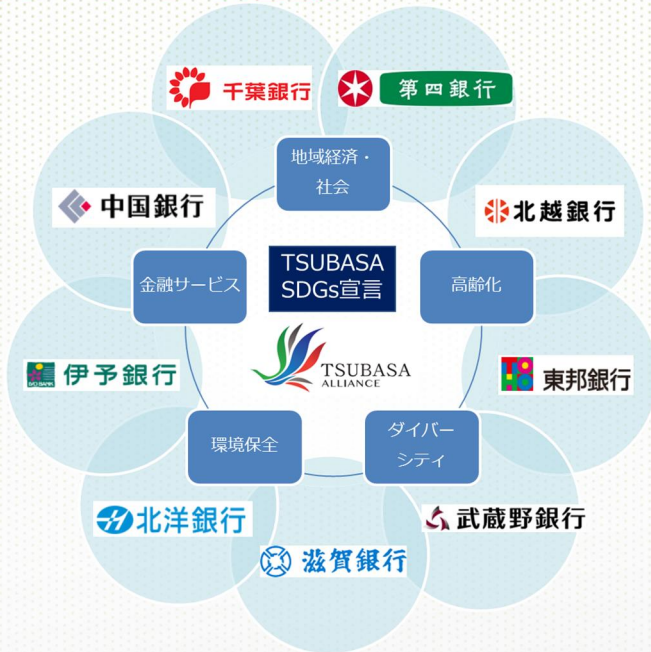 千葉銀行
第四銀行
地域経済・
社会
中国銀行
北越銀行
金融サービス
TSUBASA
SDGs宣言
高齢化
TSUBASA
ALLIANCE
伊予銀行
IYO BANK
TOHO
東邦銀行
環境保全
ダイバー
シティ
北洋銀行
武蔵野銀行
滋賀銀行